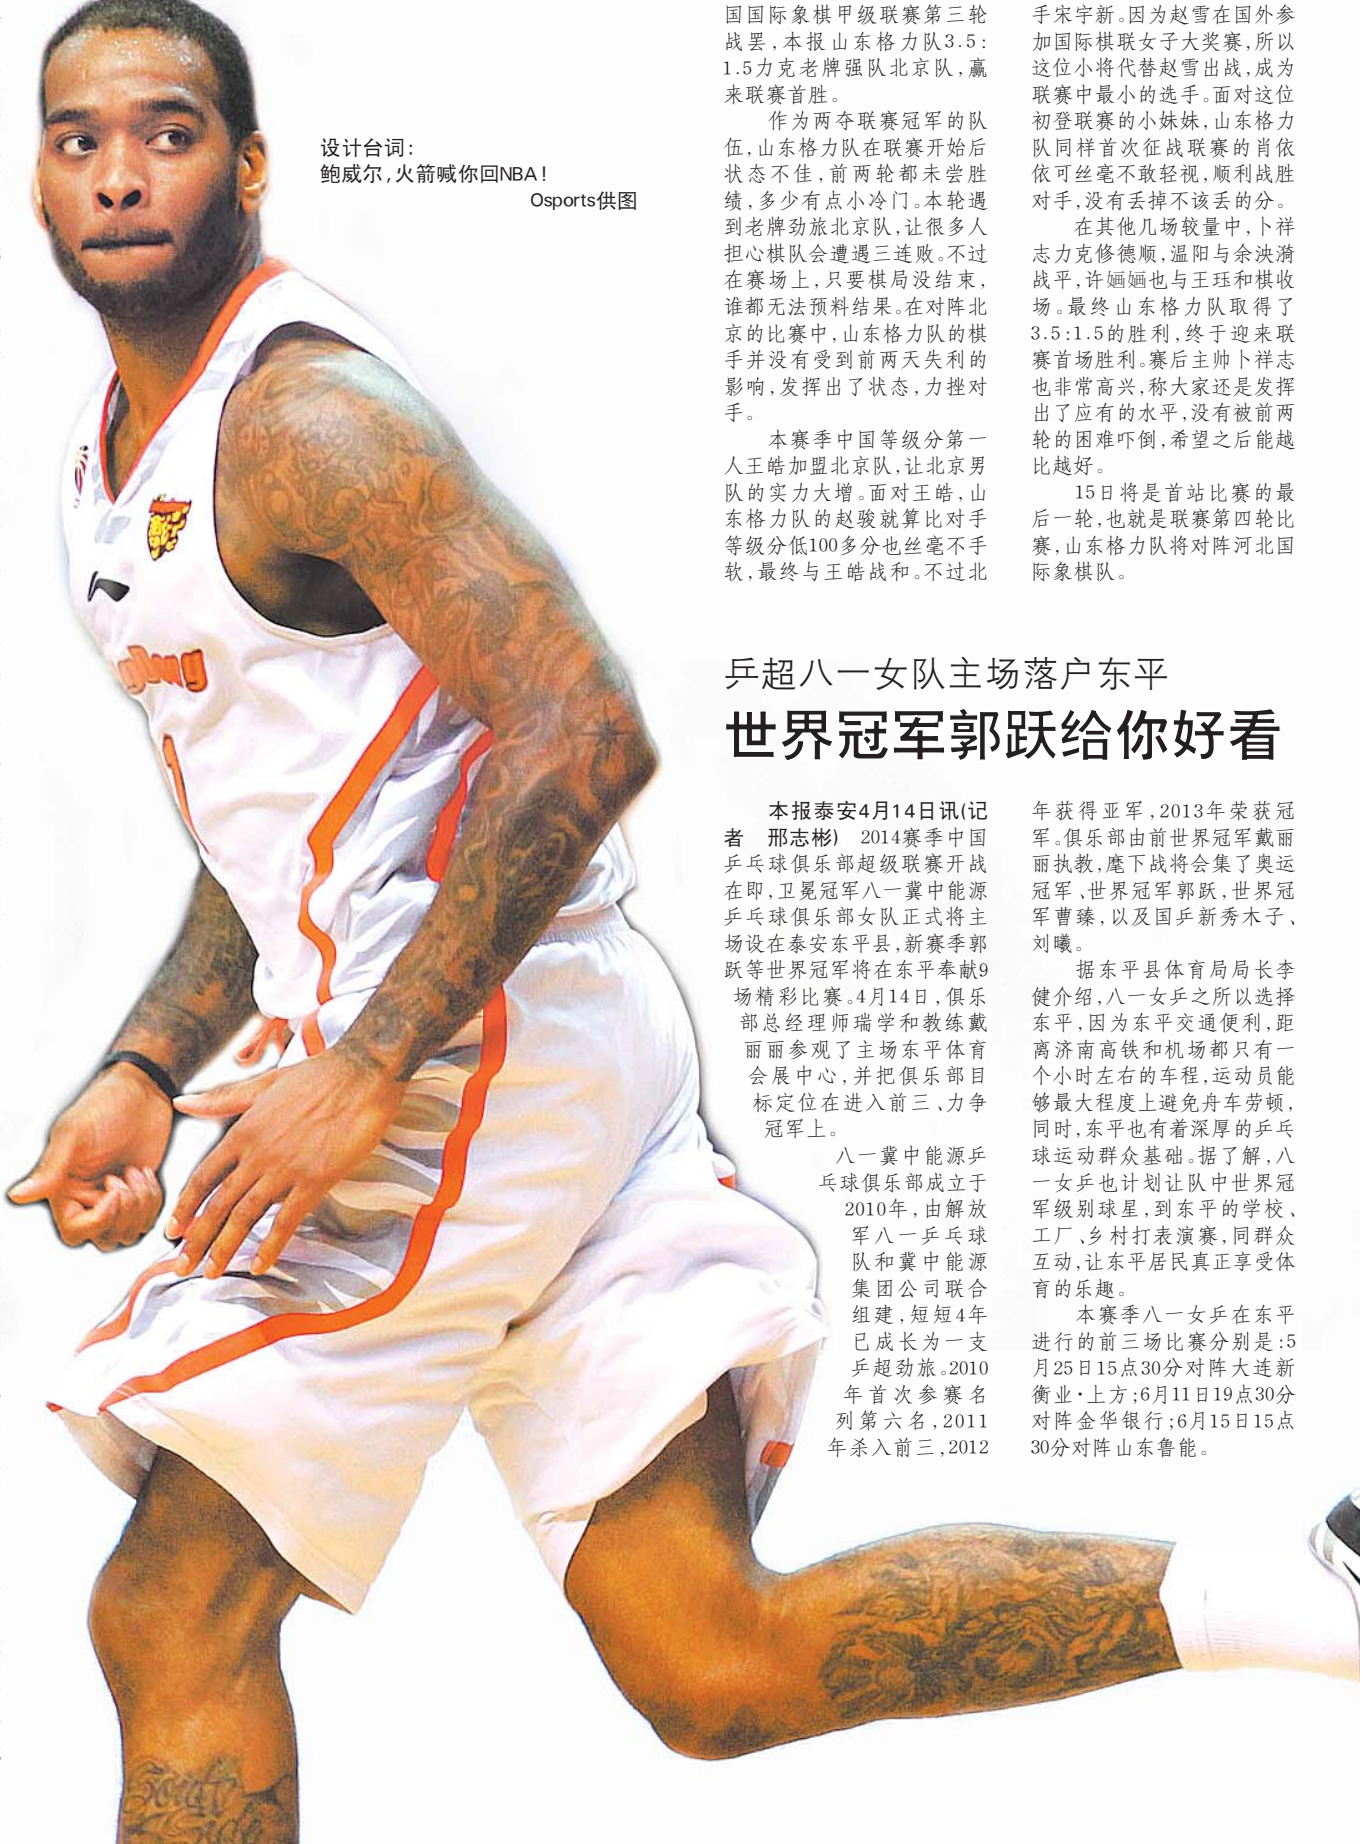 设计台词:
鲍威尔,火箭喊你回NBA!
Osports供图
国国际象棋甲级联赛第三轮
战罢,本报山东格力队3.5:
1.5力克老牌强队北京队,赢
来联赛首胜。
作为两夺联赛冠军的队
伍,山东格力队在联赛开始后
状态不佳,前两轮都未尝胜
绩,多少有点小冷门。本轮遇
到老牌劲旅北京队,让很多人
担心棋队会遭遇三连败。不过
在赛场上,只要棋局没结束,
谁都无法预料结果。在对阵北
京的比赛中,山东格力队的棋
手并没有受到前两天失利的
影响,发挥出了状态,力挫对
手。
本赛季中国等级分第一
人王皓加盟北京队,让北京男
队的实力大增。面对王皓,山
东格力队的赵骏就算比对手
等级分低100多分也丝毫不手
软,最终与王皓战和。不过北
手宋宇新。因为赵雪在国外参
加国际棋联女子大奖赛,所以
这位小将代替赵雪出战,成为
联赛中最小的选手。面对这位
初登联赛的小妹妹,山东格力
队同样首次征战联赛的肖依
依可丝毫不敢轻视,顺利战胜
对手,没有丢掉不该丢的分。
在其他几场较量中,卜祥
志力克修德顺,温阳与余泱漪
战平,许婳婳也与王珏和棋收
场。最终山东格力队取得了
3.5:1.5的胜利,终于迎来联
赛首场胜利。赛后主帅卜祥志
也非常高兴,称大家还是发挥
出了应有的水平,没有被前两
轮的困难吓倒,希望之后能越
比越好。
15日将是首站比赛的最
后一轮,也就是联赛第四轮比
赛,山东格力队将对阵河北国
际象棋队。
乒超八一女队主场落户东平
世界冠军郭跃给你好看
本报泰安4月14日讯(记
者 邢志彬) 2014赛季中国
乒乓球俱乐部超级联赛开战
在即,卫冕冠军八一冀中能源
乒乓球俱乐部女队正式将主
场设在泰安东平县,新赛季郭
跃等世界冠军将在东平奉献9
场精彩比赛。4月14日,俱乐
部总经理师瑞学和教练戴
丽丽参观了主场东平体育
会展中心,并把俱乐部目
标定位在进入前三、力争
冠军上。
八一冀中能源乒
乓球俱乐部成立于
2010年,由解放
军八一乒乓球
队和冀中能源
集团公司联合
组建,短短4年
已成长为一支
乒超劲旅。2010
年首次参赛名
列第六名,2011
年杀入前三,2012
年获得亚军,2013年荣获冠
军。俱乐部由前世界冠军戴丽
丽执教,麾下战将会集了奥运
冠军、世界冠军郭跃,世界冠
军曹臻,以及国乒新秀木子、
刘曦。
据东平县体育局局长李
健介绍,八一女乒之所以选择
东平,因为东平交通便利,距
离济南高铁和机场都只有一
个小时左右的车程,运动员能
够最大程度上避免舟车劳顿,
同时,东平也有着深厚的乒乓
球运动群众基础。据了解,八
一女乒也计划让队中世界冠
军级别球星,到东平的学校、
工厂、乡村打表演赛,同群众
互动,让东平居民真正享受体
育的乐趣。
本赛季八一女乒在东平
进行的前三场比赛分别是:5
月25日15点30分对阵大连新
衡业·上方;6月11日19点30分
对阵金华银行;6月15日15点
30分对阵山东鲁能。